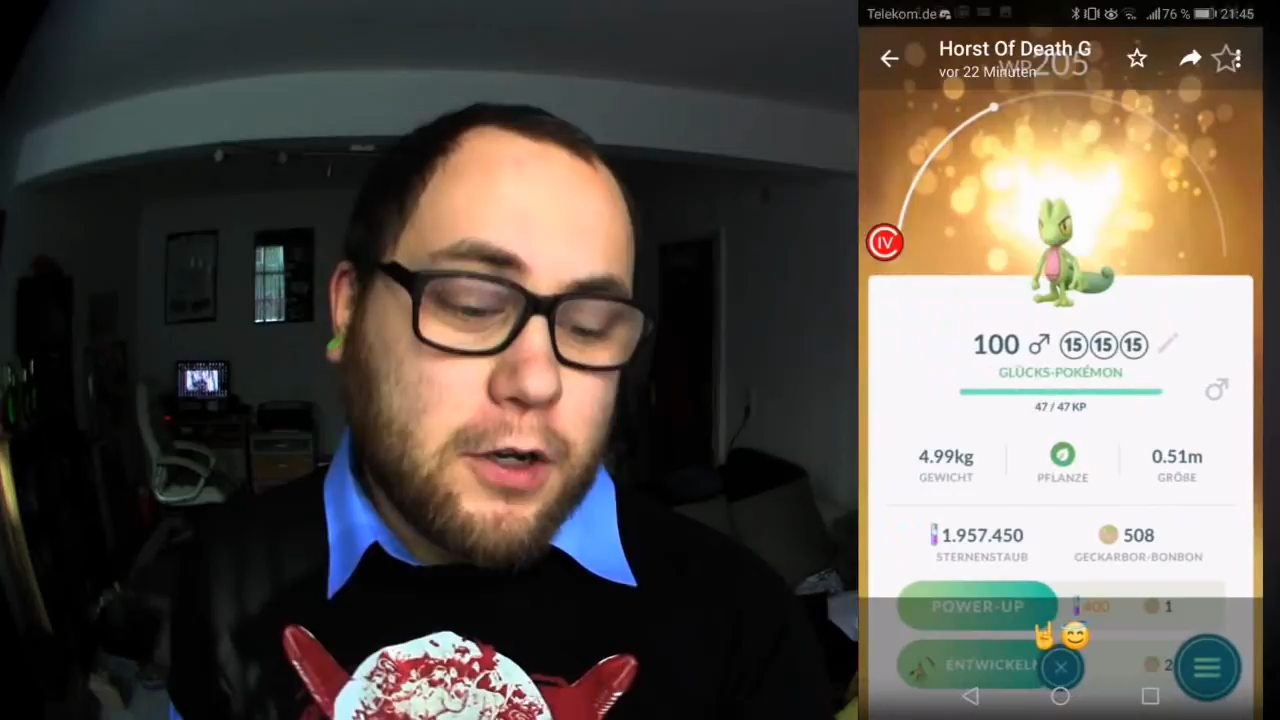 Telekom.de 76 % 21:45
Horst Of Death G
vor 22 Minuten
WP205
IV
100 ♂ 15 15 15
GLÜCKS-POKÉMON
47 / 47 KP
4.99kg PFLANZE 0.51m
GEWICHT GRÖßE
1.957.450 508
STERNENSTAUB GECKARBOR-BONBON
POWER-UP 400 1
🤘😇
ENTWICKELN 2